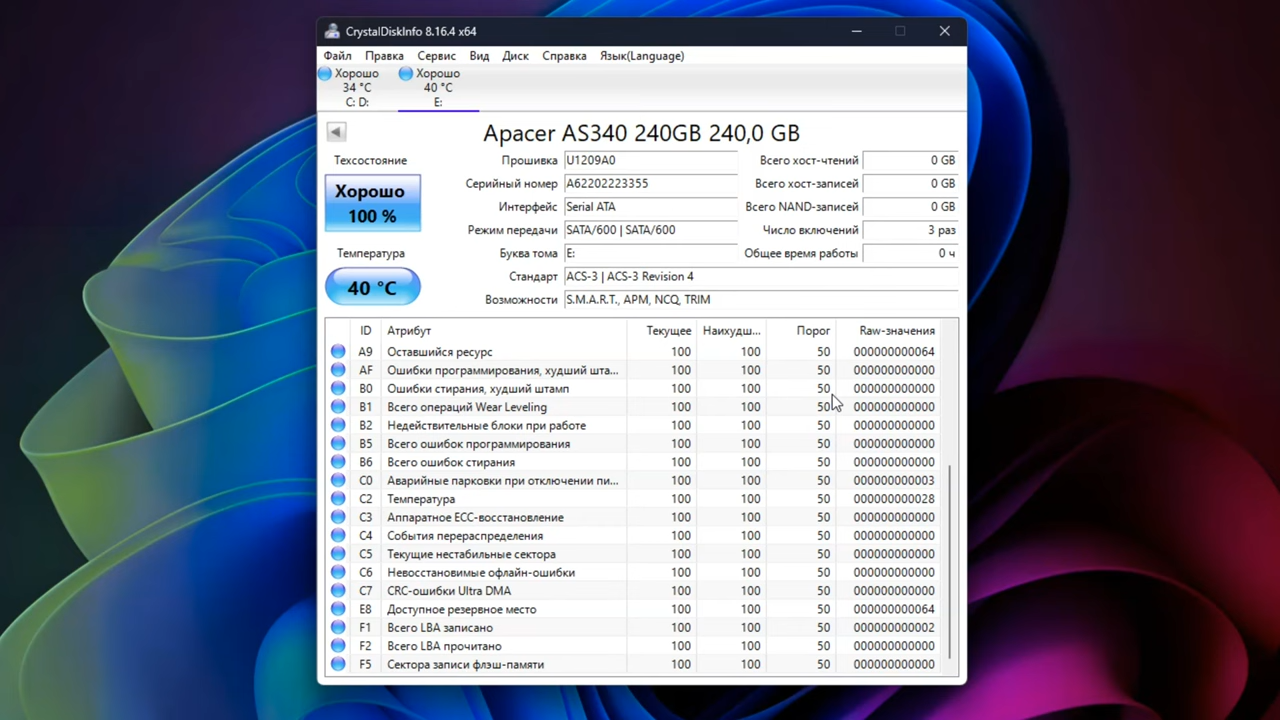 CrystalDiskInfo 8.16.4 x64
Файл Правка Сервис Вид Диск Справка Язык(Language)
Хорошо Хорошо
34 °C 40 °C
C: D: E:
Apacer AS340 240GB 240,0 GB
Техсостояние
Хорошо
100 %
Температура
40 °C
Прошивка U1209A0 Всего хост-чтений 0 GB
Серийный номер A62202223355 Всего хост-записей 0 GB
Интерфейс Serial ATA Всего NAND-записей 0 GB
Режим передачи SATA/600 | SATA/600 Число включений 3 раз
Буква тома E: Общее время работы 0 ч
Стандарт ACS-3 | ACS-3 Revision 4
Возможности S.M.A.R.T., APM, NCQ, TRIM
ID Атрибут Текущее Наихудш... Порог Raw-значения
A9 Оставшийся ресурс 100 100 50 000000000064
AF Ошибки программирования, худший шта... 100 100 50 000000000000
B0 Ошибки стирания, худший штамп 100 100 50 000000000000
B1 Всего операций Wear Leveling 100 100 50 000000000000
B2 Недействительные блоки при работе 100 100 50 000000000000
B5 Всего ошибок программирования 100 100 50 000000000000
B6 Всего ошибок стирания 100 100 50 000000000000
C0 Аварийные парковки при отключении пи... 100 100 50 000000000003
C2 Температура 100 100 50 000000000028
C3 Аппаратное ECC-восстановление 100 100 50 000000000000
C4 События перераспределения 100 100 50 000000000000
C5 Текущие нестабильные сектора 100 100 50 000000000000
C6 Невосстановимые офлайн-ошибки 100 100 50 000000000000
C7 CRC-ошибки Ultra DMA 100 100 50 000000000000
E8 Доступное резервное место 100 100 50 000000000064
F1 Всего LBA записано 100 100 50 000000000002
F2 Всего LBA прочитано 100 100 50 000000000000
F5 Сектора записи флэш-памяти 100 100 50 000000000000